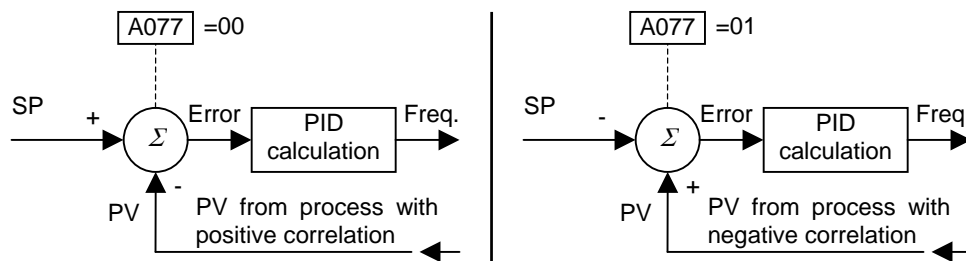 A077 =00
SP
+
Σ
Error
PID
calculation
Freq.
-
PV
PV from process with
positive correlation
A077 =01
SP
-
Σ
Error
PID
calculation
Freq
+
PV
PV from process with
negative correlation